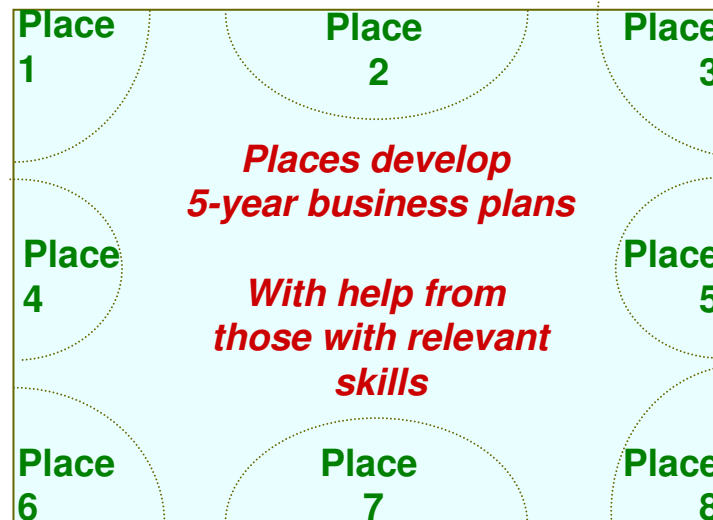 Place
1
Place
2
Place
3
Places develop
5-year business plans
Place
4
With help from
those with relevant
skills
Place
5
Place
6
Place
7
Place
8